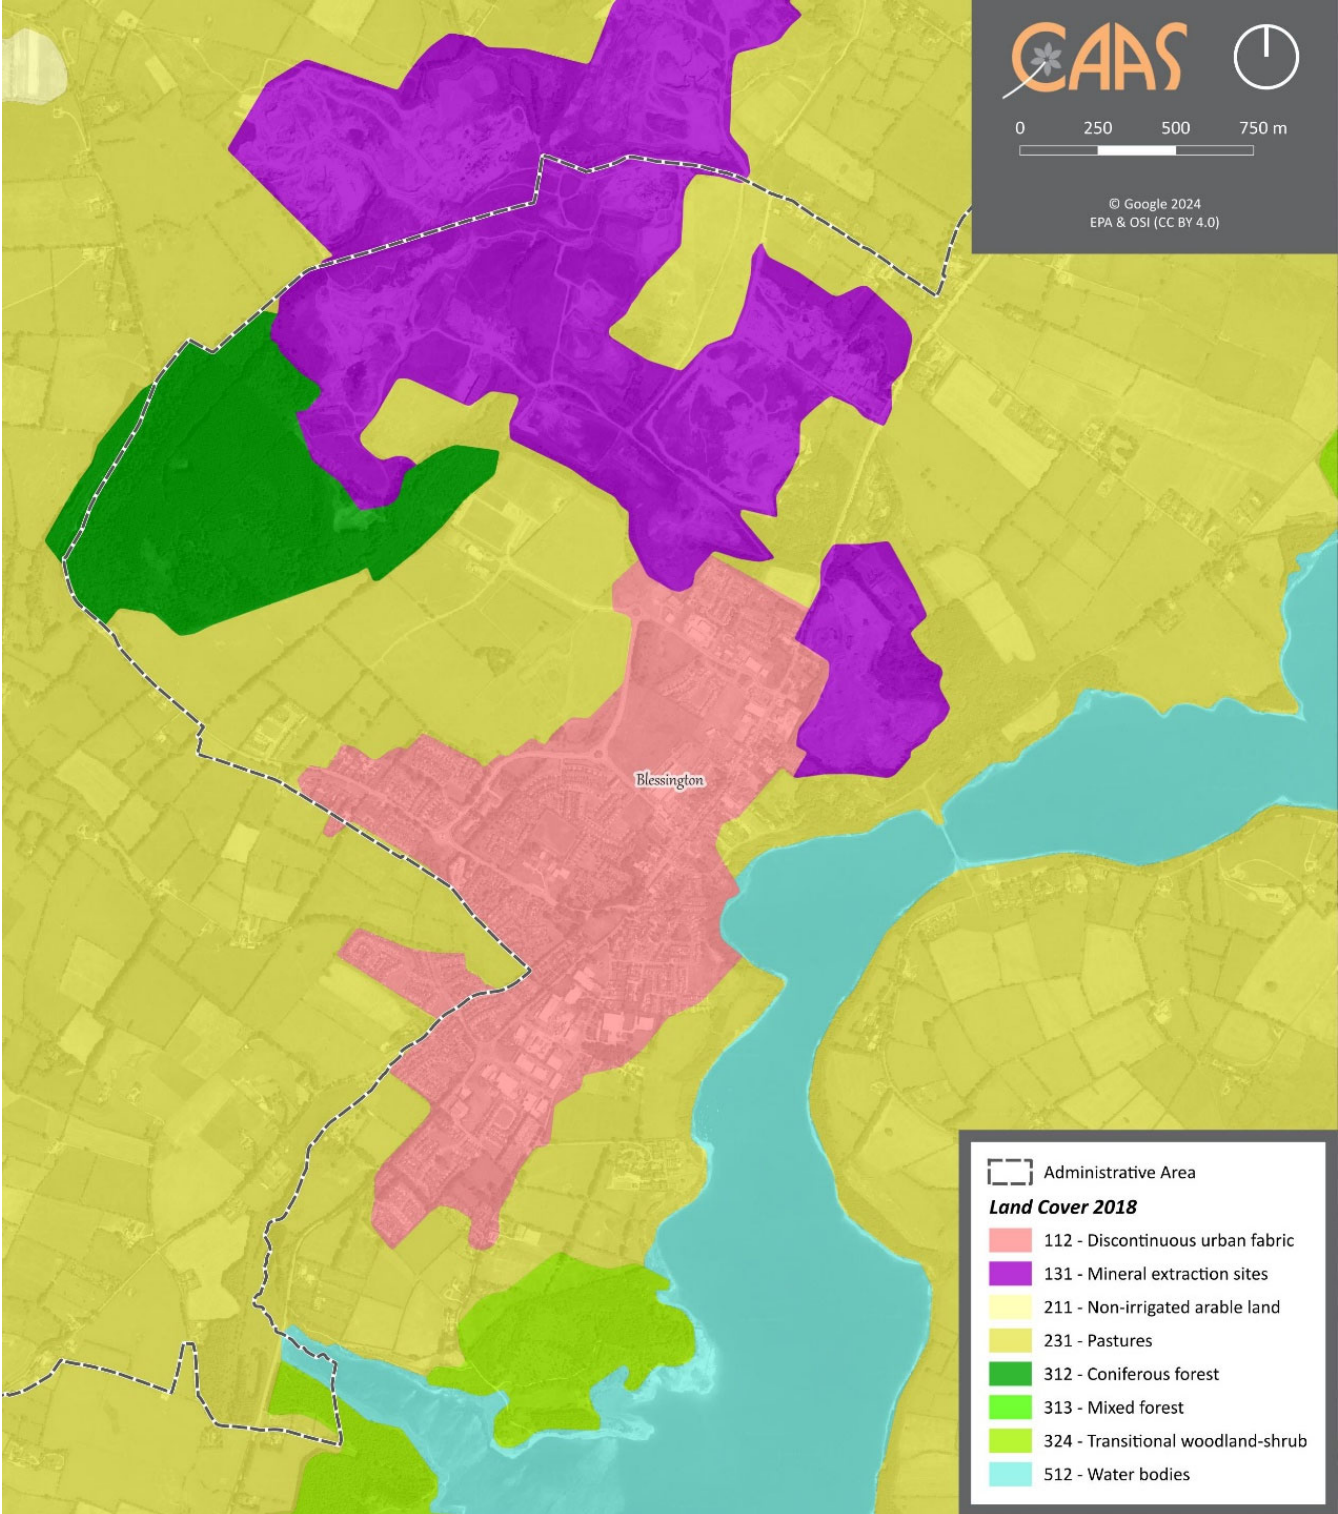 CAAS
0 250 500 750 m
© Google 2024
EPA & OSI (CC BY 4.0)
Blessington
Administrative Area
Land Cover 2018
112 - Discontinuous urban fabric
131 - Mineral extraction sites
211 - Non-irrigated arable land
231 - Pastures
312 - Coniferous forest
313 - Mixed forest
324 - Transitional woodland-shrub
512 - Water bodies